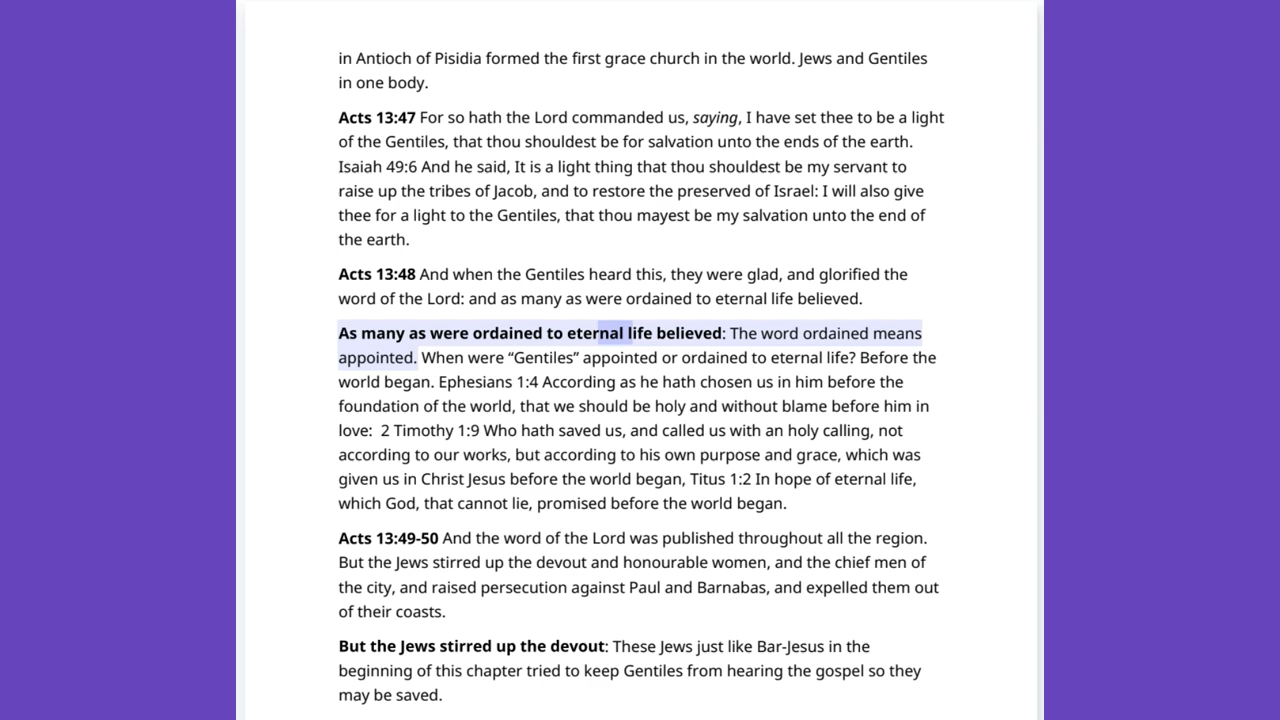 in Antioch of Pisidia formed the first grace church in the world. Jews and Gentiles
in one body.
Acts 13:47 For so hath the Lord commanded us, saying, I have set thee to be a light
of the Gentiles, that thou shouldest be for salvation unto the ends of the earth.
Isaiah 49:6 And he said, It is a light thing that thou shouldest be my servant to
raise up the tribes of Jacob, and to restore the preserved of Israel: I will also give
thee for a light to the Gentiles, that thou mayest be my salvation unto the end of
the earth.
Acts 13:48 And when the Gentiles heard this, they were glad, and glorified the
word of the Lord: and as many as were ordained to eternal life believed.
As many as were ordained to eternal life believed: The word ordained means
appointed. When were “Gentiles” appointed or ordained to eternal life? Before the
world began. Ephesians 1:4 According as he hath chosen us in him before the
foundation of the world, that we should be holy and without blame before him in
love:  2 Timothy 1:9 Who hath saved us, and called us with an holy calling, not
according to our works, but according to his own purpose and grace, which was
given us in Christ Jesus before the world began, Titus 1:2 In hope of eternal life,
which God, that cannot lie, promised before the world began.
Acts 13:49-50 And the word of the Lord was published throughout all the region.
But the Jews stirred up the devout and honourable women, and the chief men of
the city, and raised persecution against Paul and Barnabas, and expelled them out
of their coasts.
But the Jews stirred up the devout: These Jews just like Bar-Jesus in the
beginning of this chapter tried to keep Gentiles from hearing the gospel so they
may be saved.